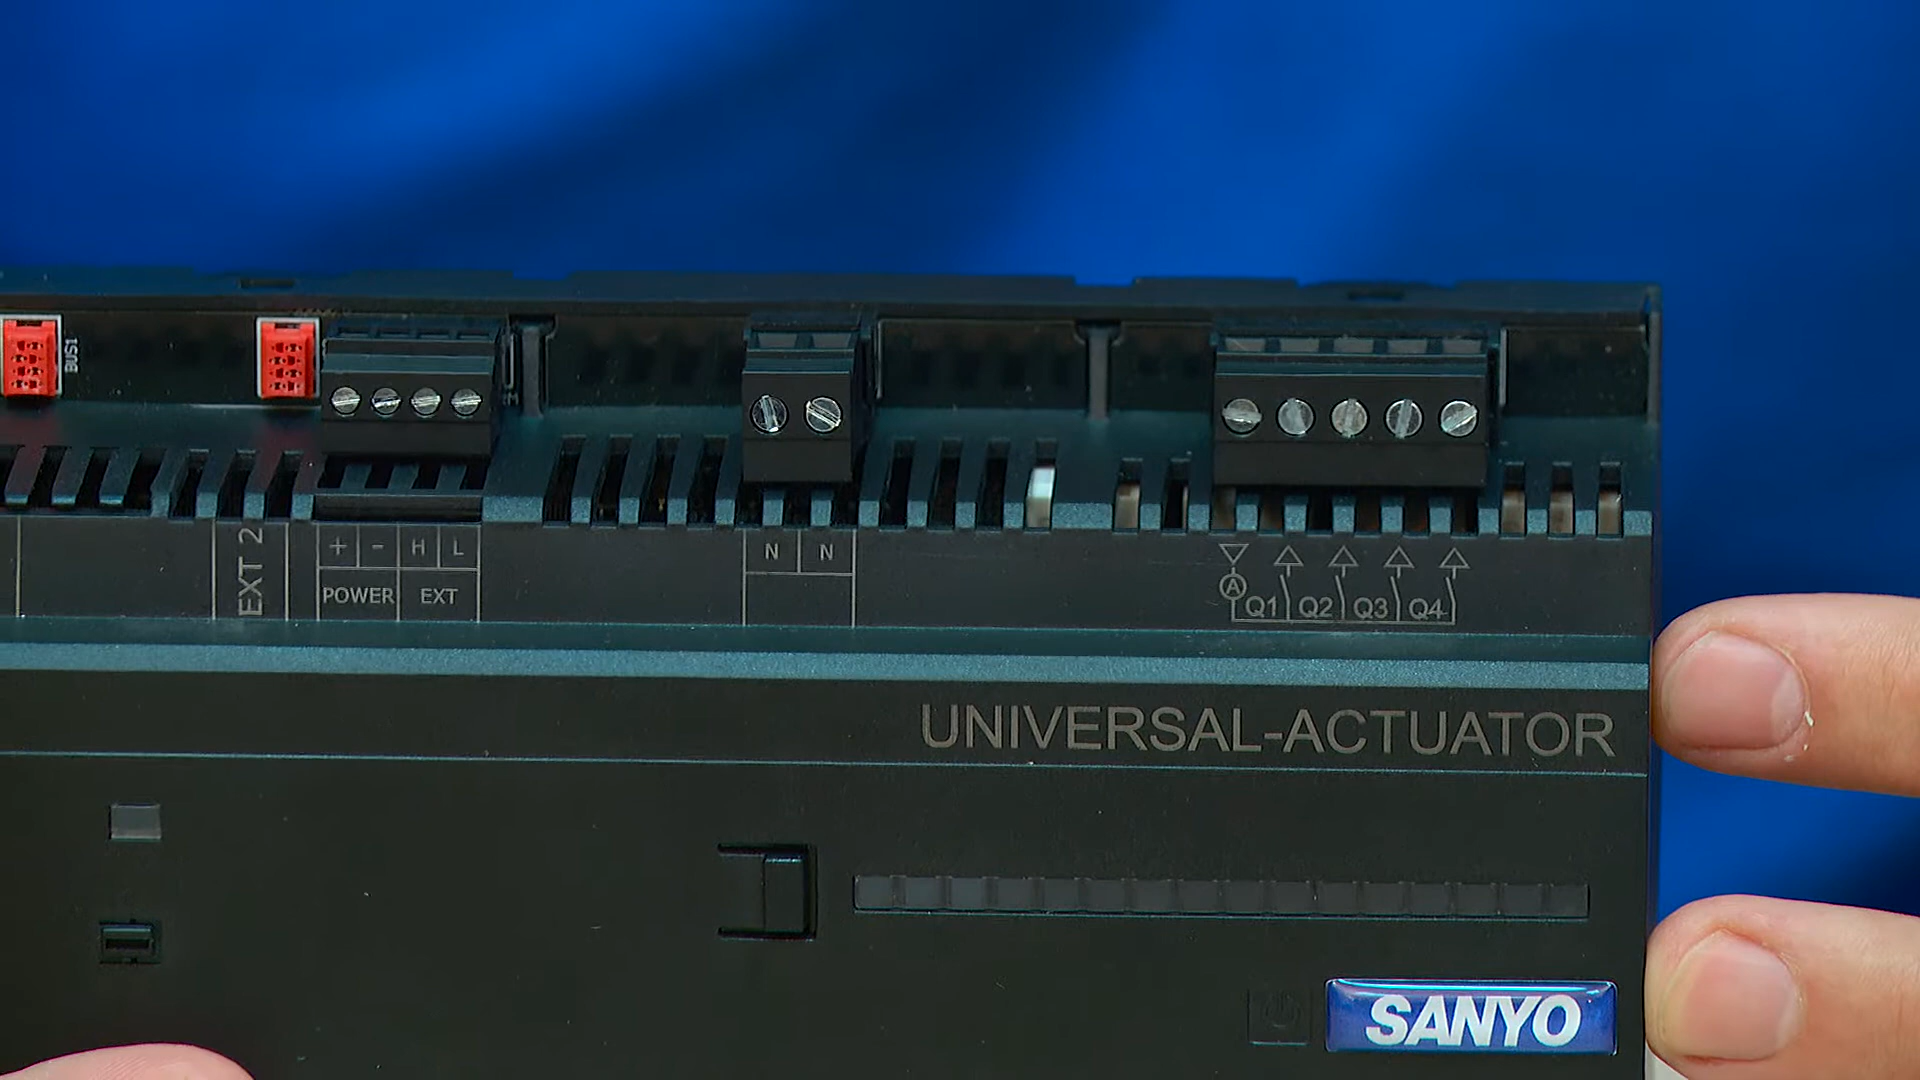 BUS1
EXT 2
+ - H L
POWER EXT
N N
A
Q1 Q2 Q3 Q4
UNIVERSAL-ACTUATOR
SANYO